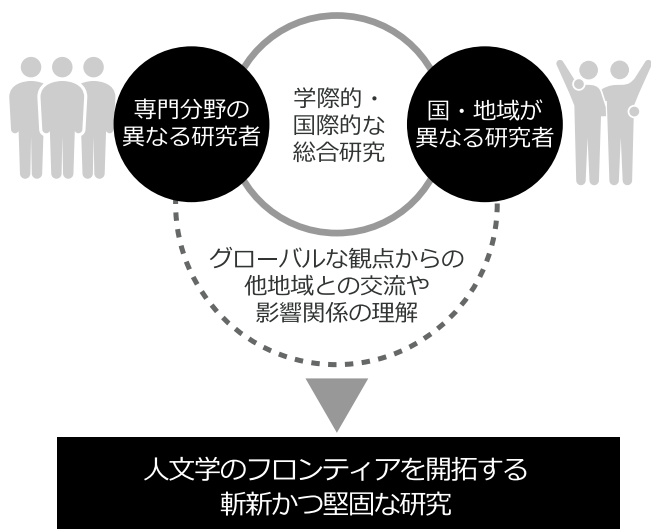 専門分野の
異なる研究者
学際的・
国際的な
総合研究
国・地域が
異なる研究者
グローバルな観点からの
他地域との交流や
影響関係の理解
人文学のフロンティアを開拓する
斬新かつ堅固な研究